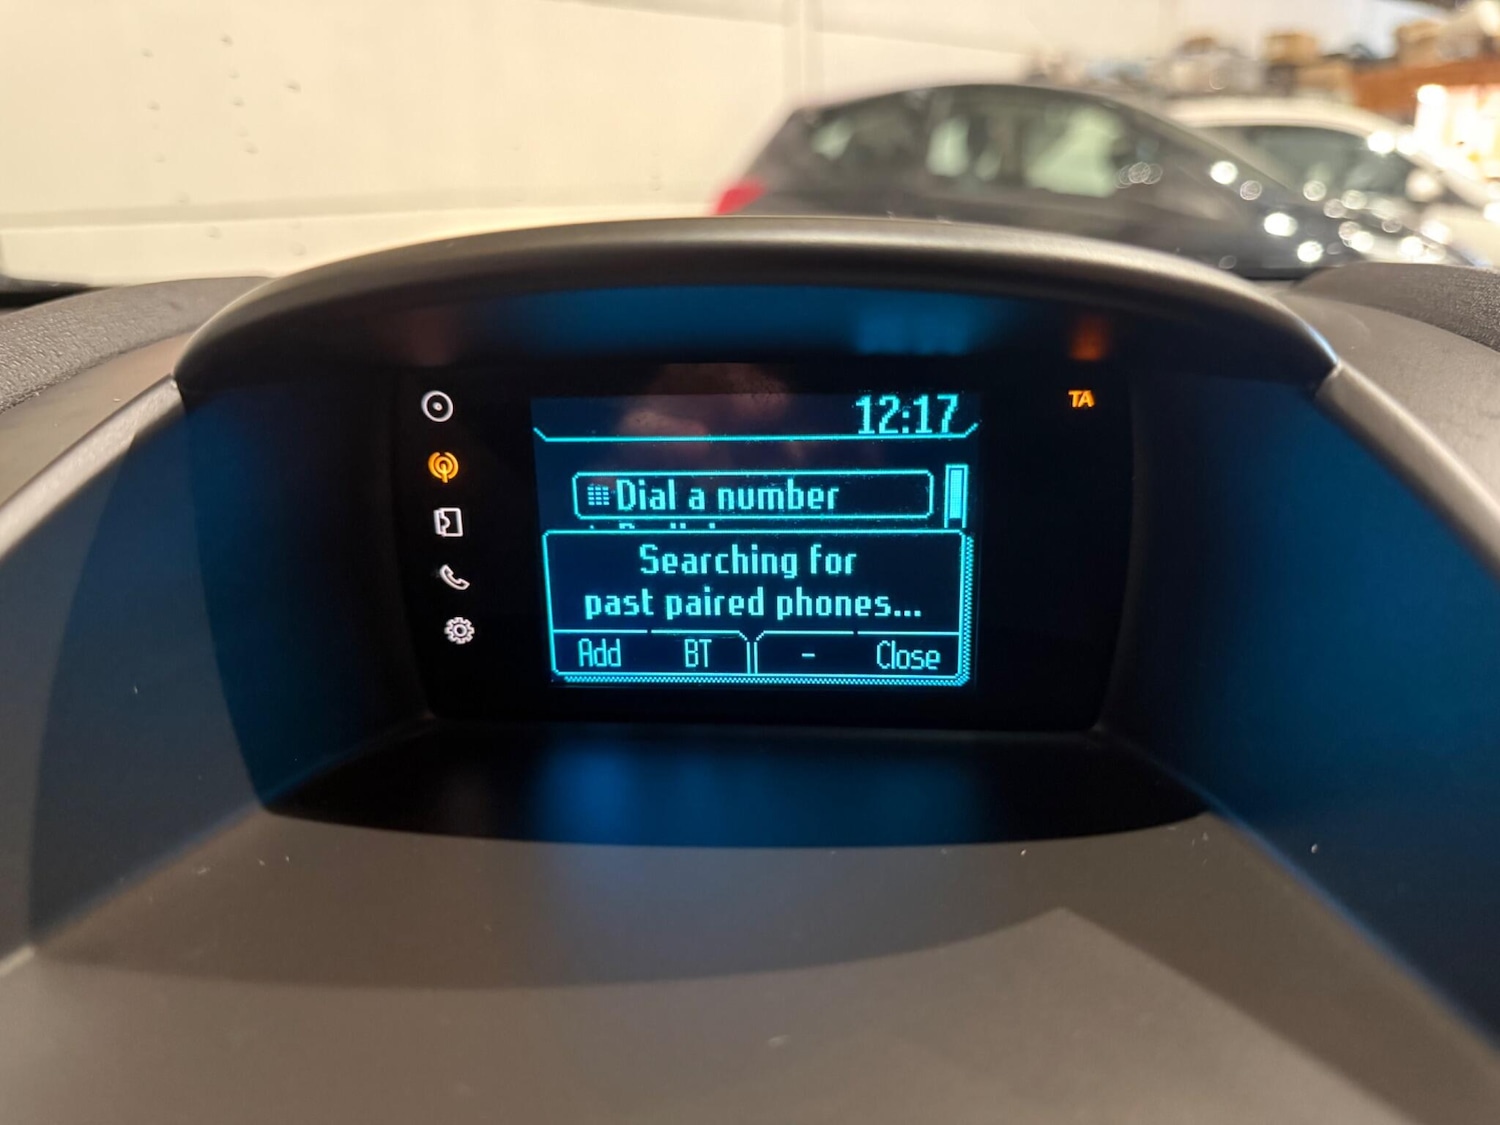 12:17
TA
Dial a number
Searching for
past paired phones...
Add BT - Close